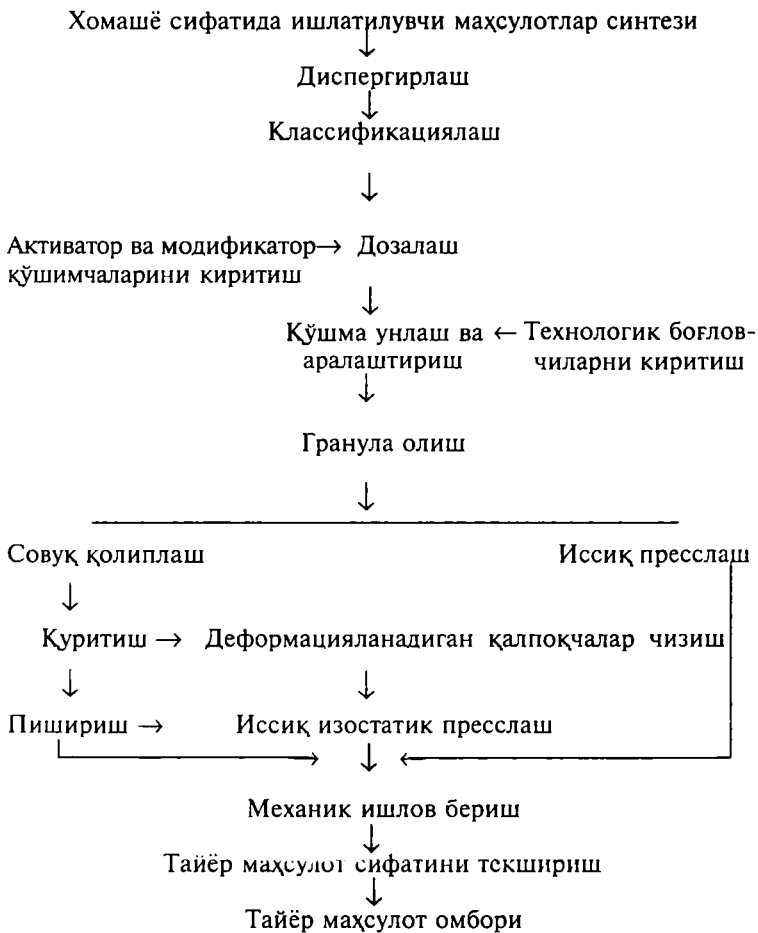 Хомашё сифатида ишлатилувчи маҳсулотлар синтези
Диспергирлаш
Классификациялаш
Активатор ва модификатор→ Дозалаш
қўшимчаларини киритиш
Қўшма унлаш ва ← Технологик боғлов-
аралаштириш чиларни киритиш
Гранула олиш
Совуқ қолиплаш Иссиқ пресслаш
Қуритиш → Деформацияланадиган қалпоқчалар чизиш
Пишириш → Иссиқ изостатик пресслаш
Механик ишлов бериш
Тайёр маҳсулот сифатини текшириш
Тайёр маҳсулот омбори